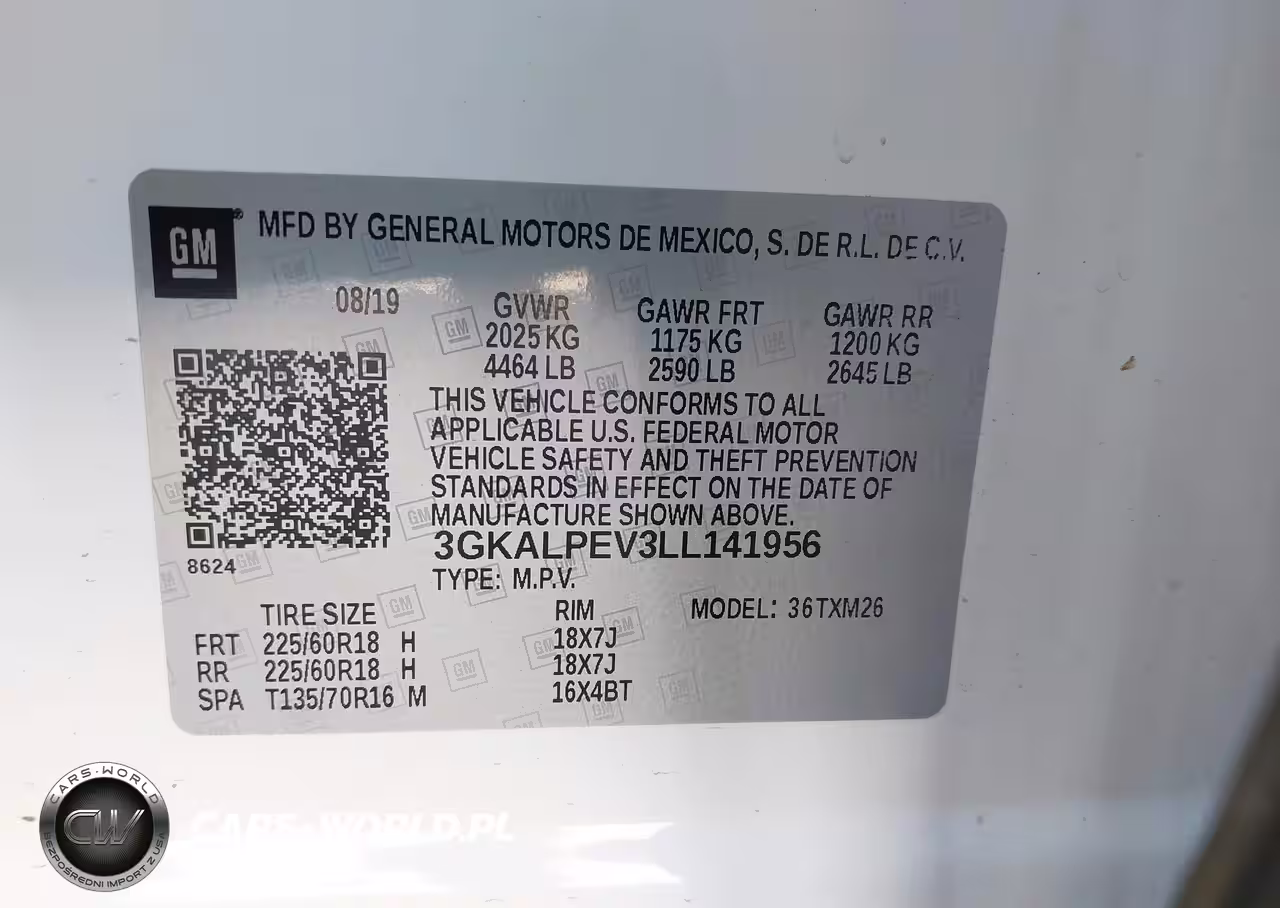 GM
MFD BY GENERAL MOTORS DE MEXICO, S. DE R.L. DE C.V.
08/19
GVWR GAWR FRT GAWR RR
2025 KG 1175 KG 1200 KG
4464 LB 2590 LB 2645 LB
THIS VEHICLE CONFORMS TO ALL
APPLICABLE U.S. FEDERAL MOTOR
VEHICLE SAFETY AND THEFT PREVENTION
STANDARDS IN EFFECT ON THE DATE OF
MANUFACTURE SHOWN ABOVE.
3GKALPEV3LL141956
8624
TYPE: M.P.V.
TIRE SIZE RIM MODEL: 36TXM26
FRT 225/60R18 H 18X7J
RR 225/60R18 H 18X7J
SPA T135/70R16 M 16X4BT
CARS-WORLD
CW
BEZPOŚREDNI IMPORT Z USA
CARS-WORLD.PL